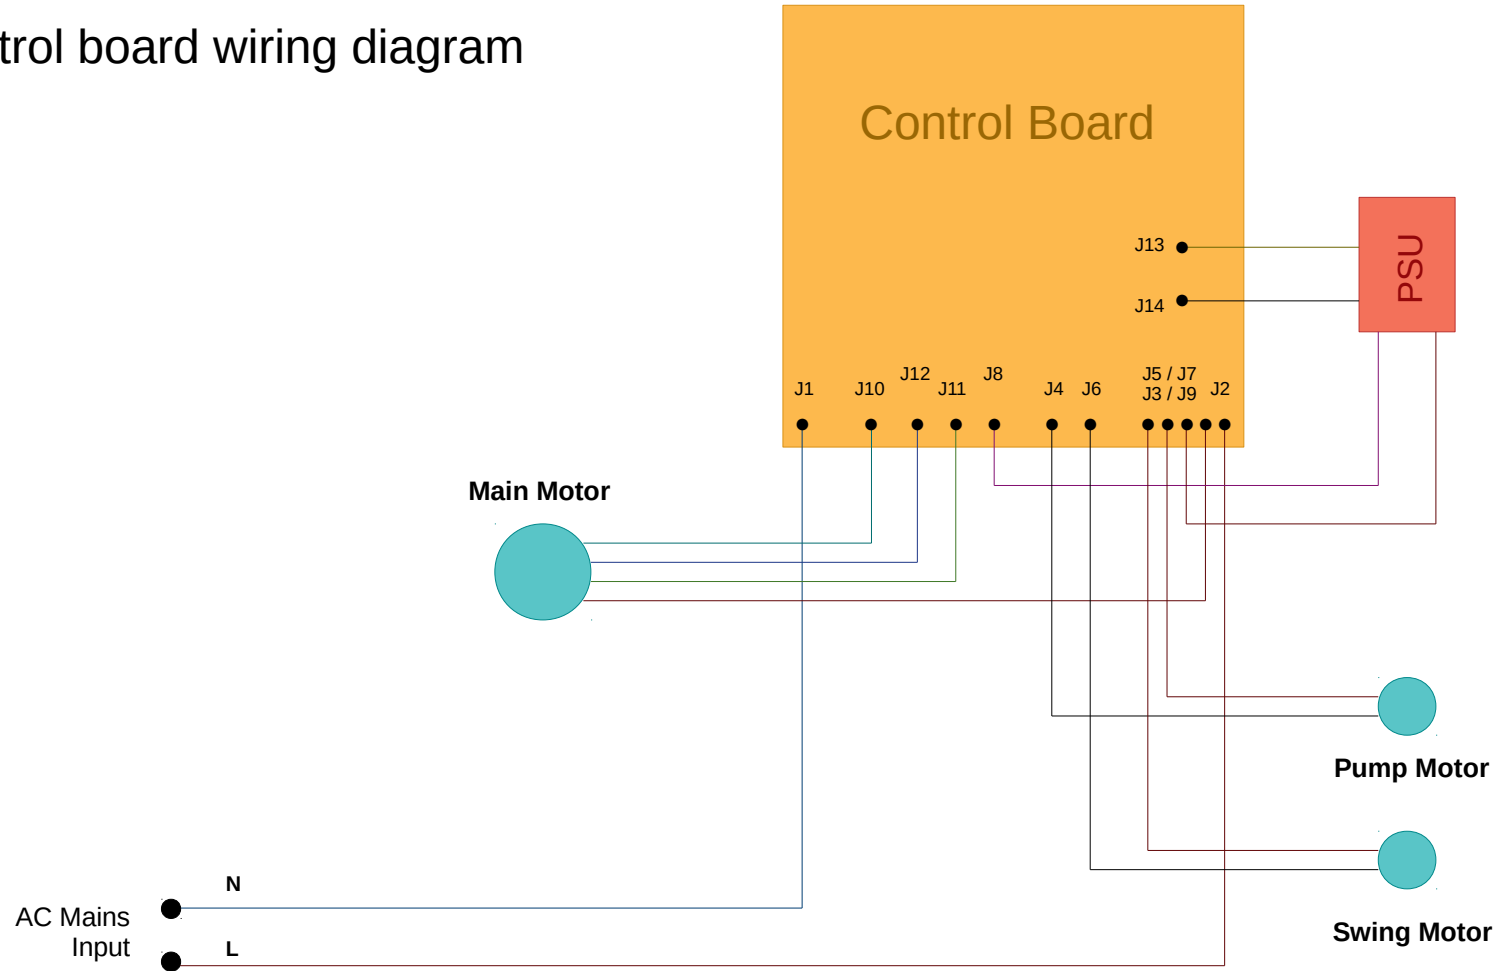 trol board wiring diagram
Control Board
PSU
J13
J14
J12
J8
J5 / J7
J1
J10
J11
J4
J6
J3 / J9
J2
Main Motor
Pump Motor
Swing Motor
N
AC Mains
Input
L